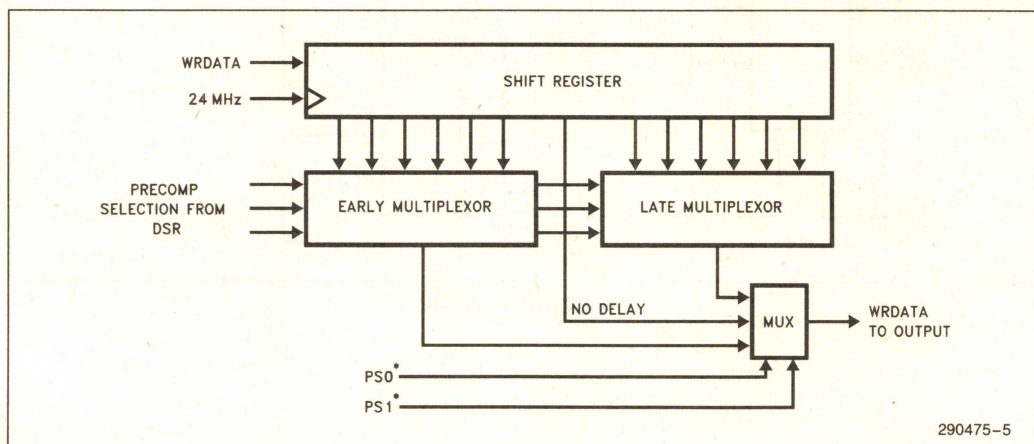 WRDATA
SHIFT REGISTER
24 MHz
PRECOMP
SELECTION FROM
DSR
EARLY MULTIPLEXOR
LATE MULTIPLEXOR
NO DELAY
MUX
WRDATA
TO OUTPUT
PS0*
PS1*
290475-5